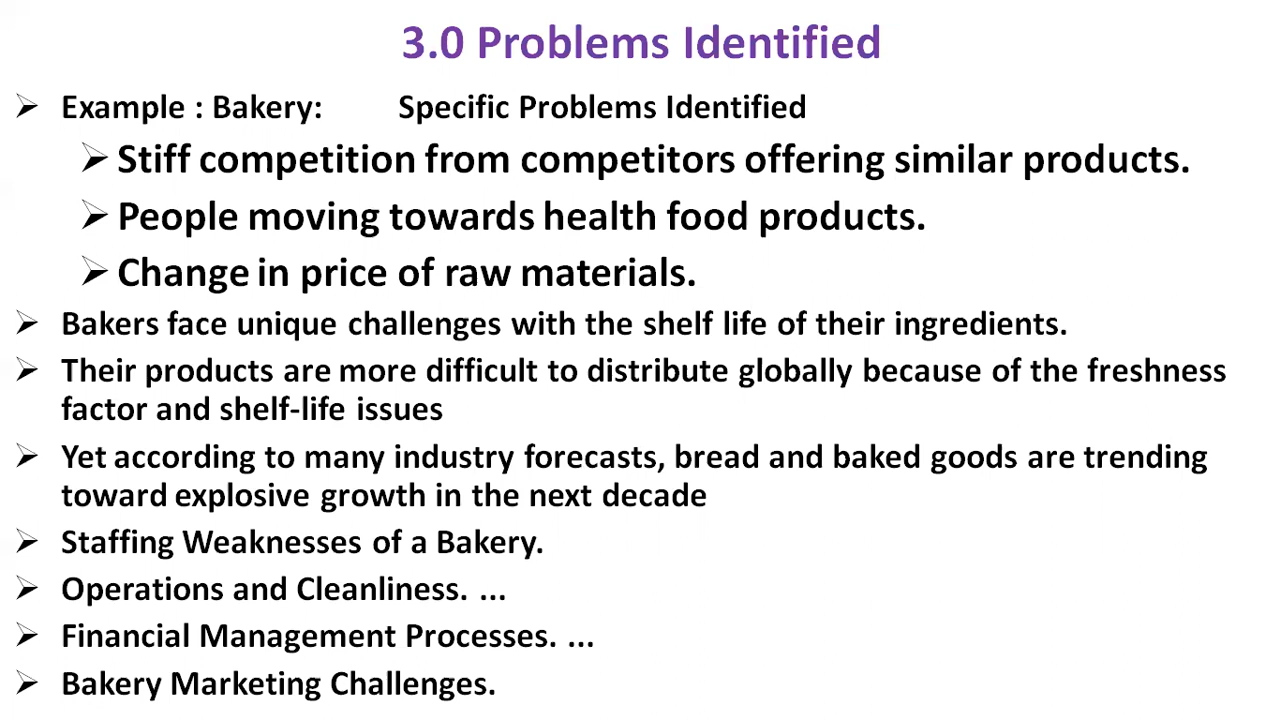 3.0 Problems Identified
Example : Bakery: Specific Problems Identified
Stiff competition from competitors offering similar products.
People moving towards health food products.
Change in price of raw materials.
Bakers face unique challenges with the shelf life of their ingredients.
Their products are more difficult to distribute globally because of the freshness
factor and shelf-life issues
Yet according to many industry forecasts, bread and baked goods are trending
toward explosive growth in the next decade
Staffing Weaknesses of a Bakery.
Operations and Cleanliness. ...
Financial Management Processes. ...
Bakery Marketing Challenges.